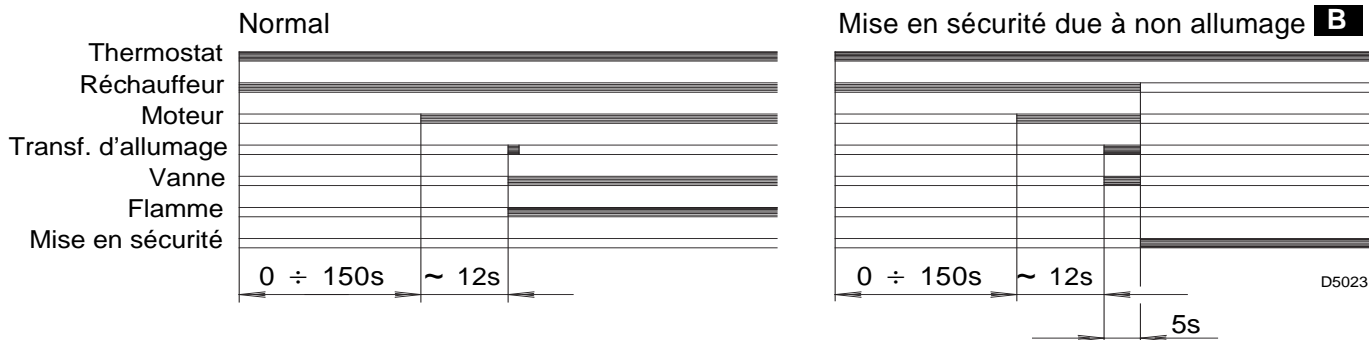 Normal
Mise en sécurité due à non allumage B
Thermostat
Réchauffeur
Moteur
Transf. d'allumage
Vanne
Flamme
Mise en sécurité
0 ÷ 150s ~ 12s
0 ÷ 150s ~ 12s
D5023
5s